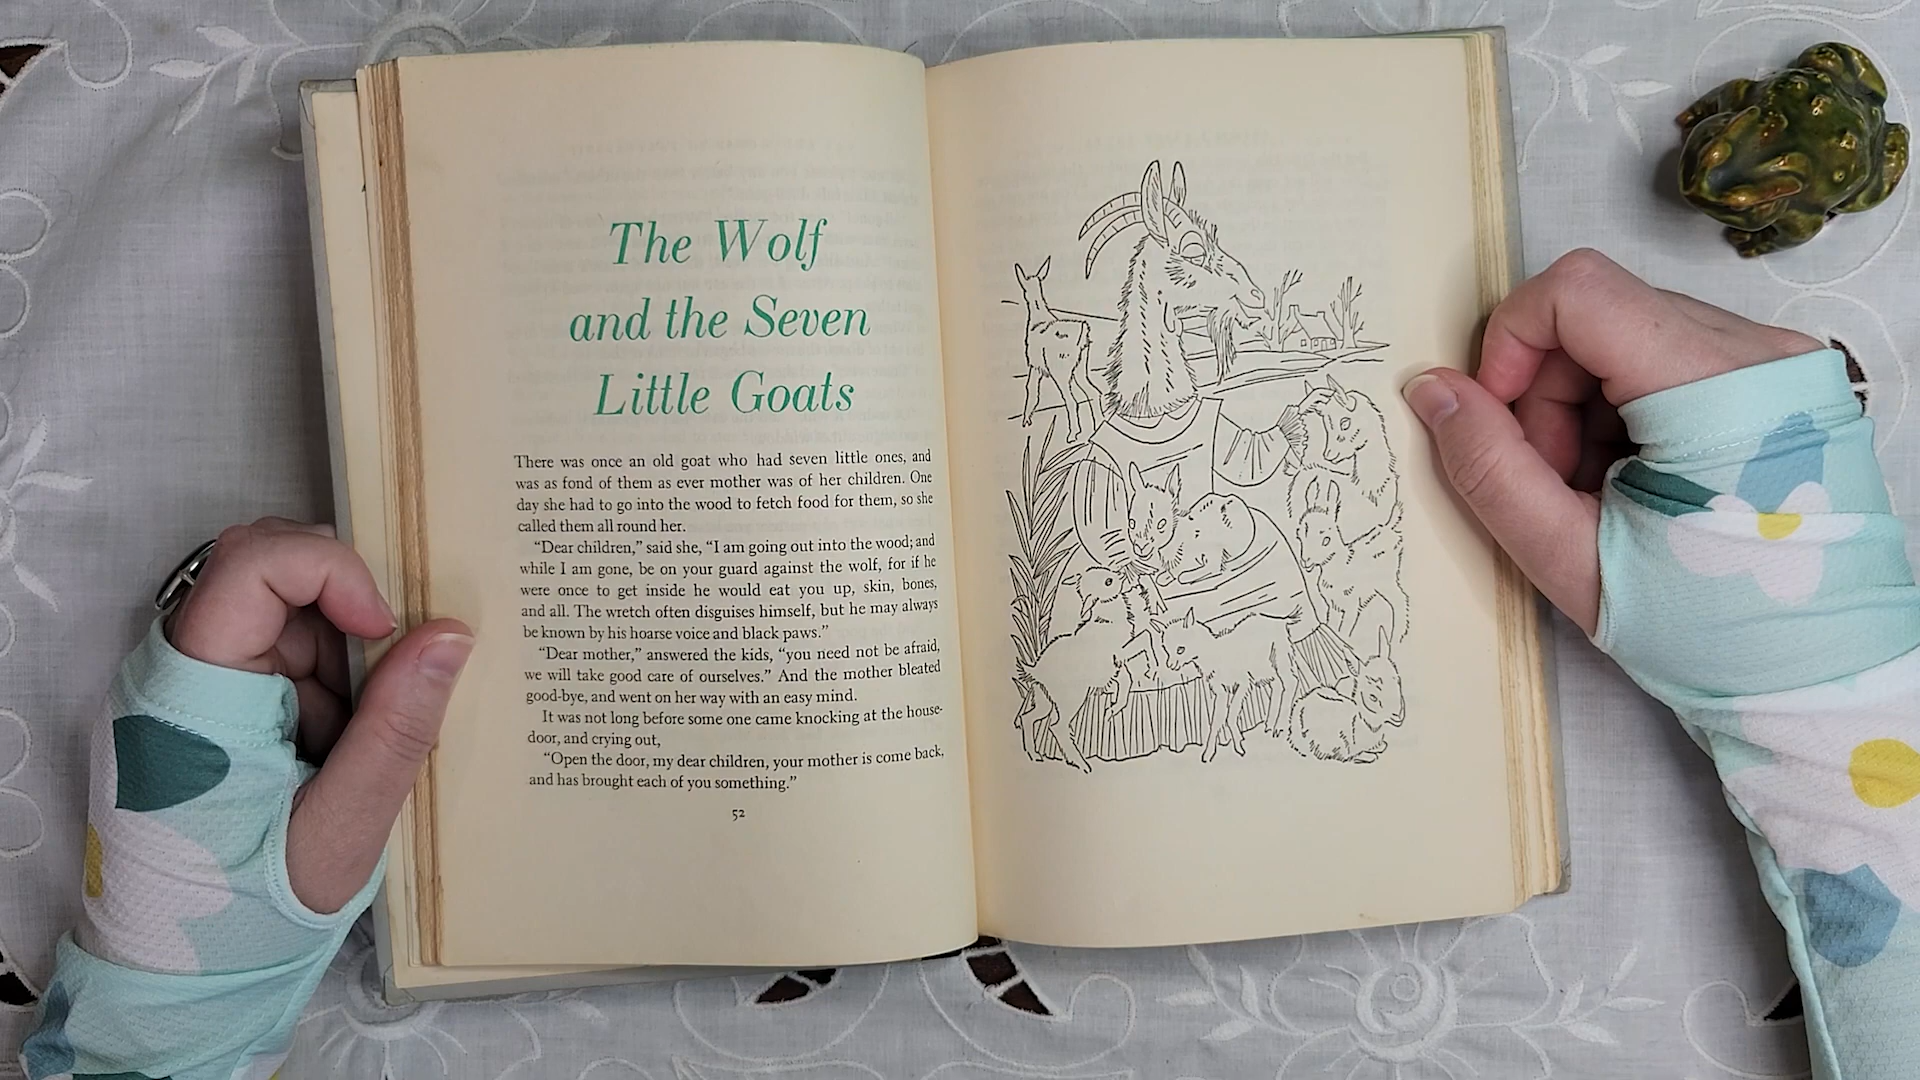 The Wolf
and the Seven
Little Goats
There was once an old goat who had seven little ones, and
was as fond of them as ever mother was of her children. One
day she had to go into the wood to fetch food for them, so she
called them all round her.
“Dear children,” said she, “I am going out into the wood; and
while I am gone, be on your guard against the wolf, for if he
were once to get inside he would eat you up, skin, bones,
and all. The wretch often disguises himself, but he may always
be known by his hoarse voice and black paws.”
“Dear mother,” answered the kids, “you need not be afraid,
we will take good care of ourselves.” And the mother bleated
good-bye, and went on her way with an easy mind.
It was not long before some one came knocking at the house-
door, and crying out,
“Open the door, my dear children, your mother is come back,
and has brought each of you something.”
52